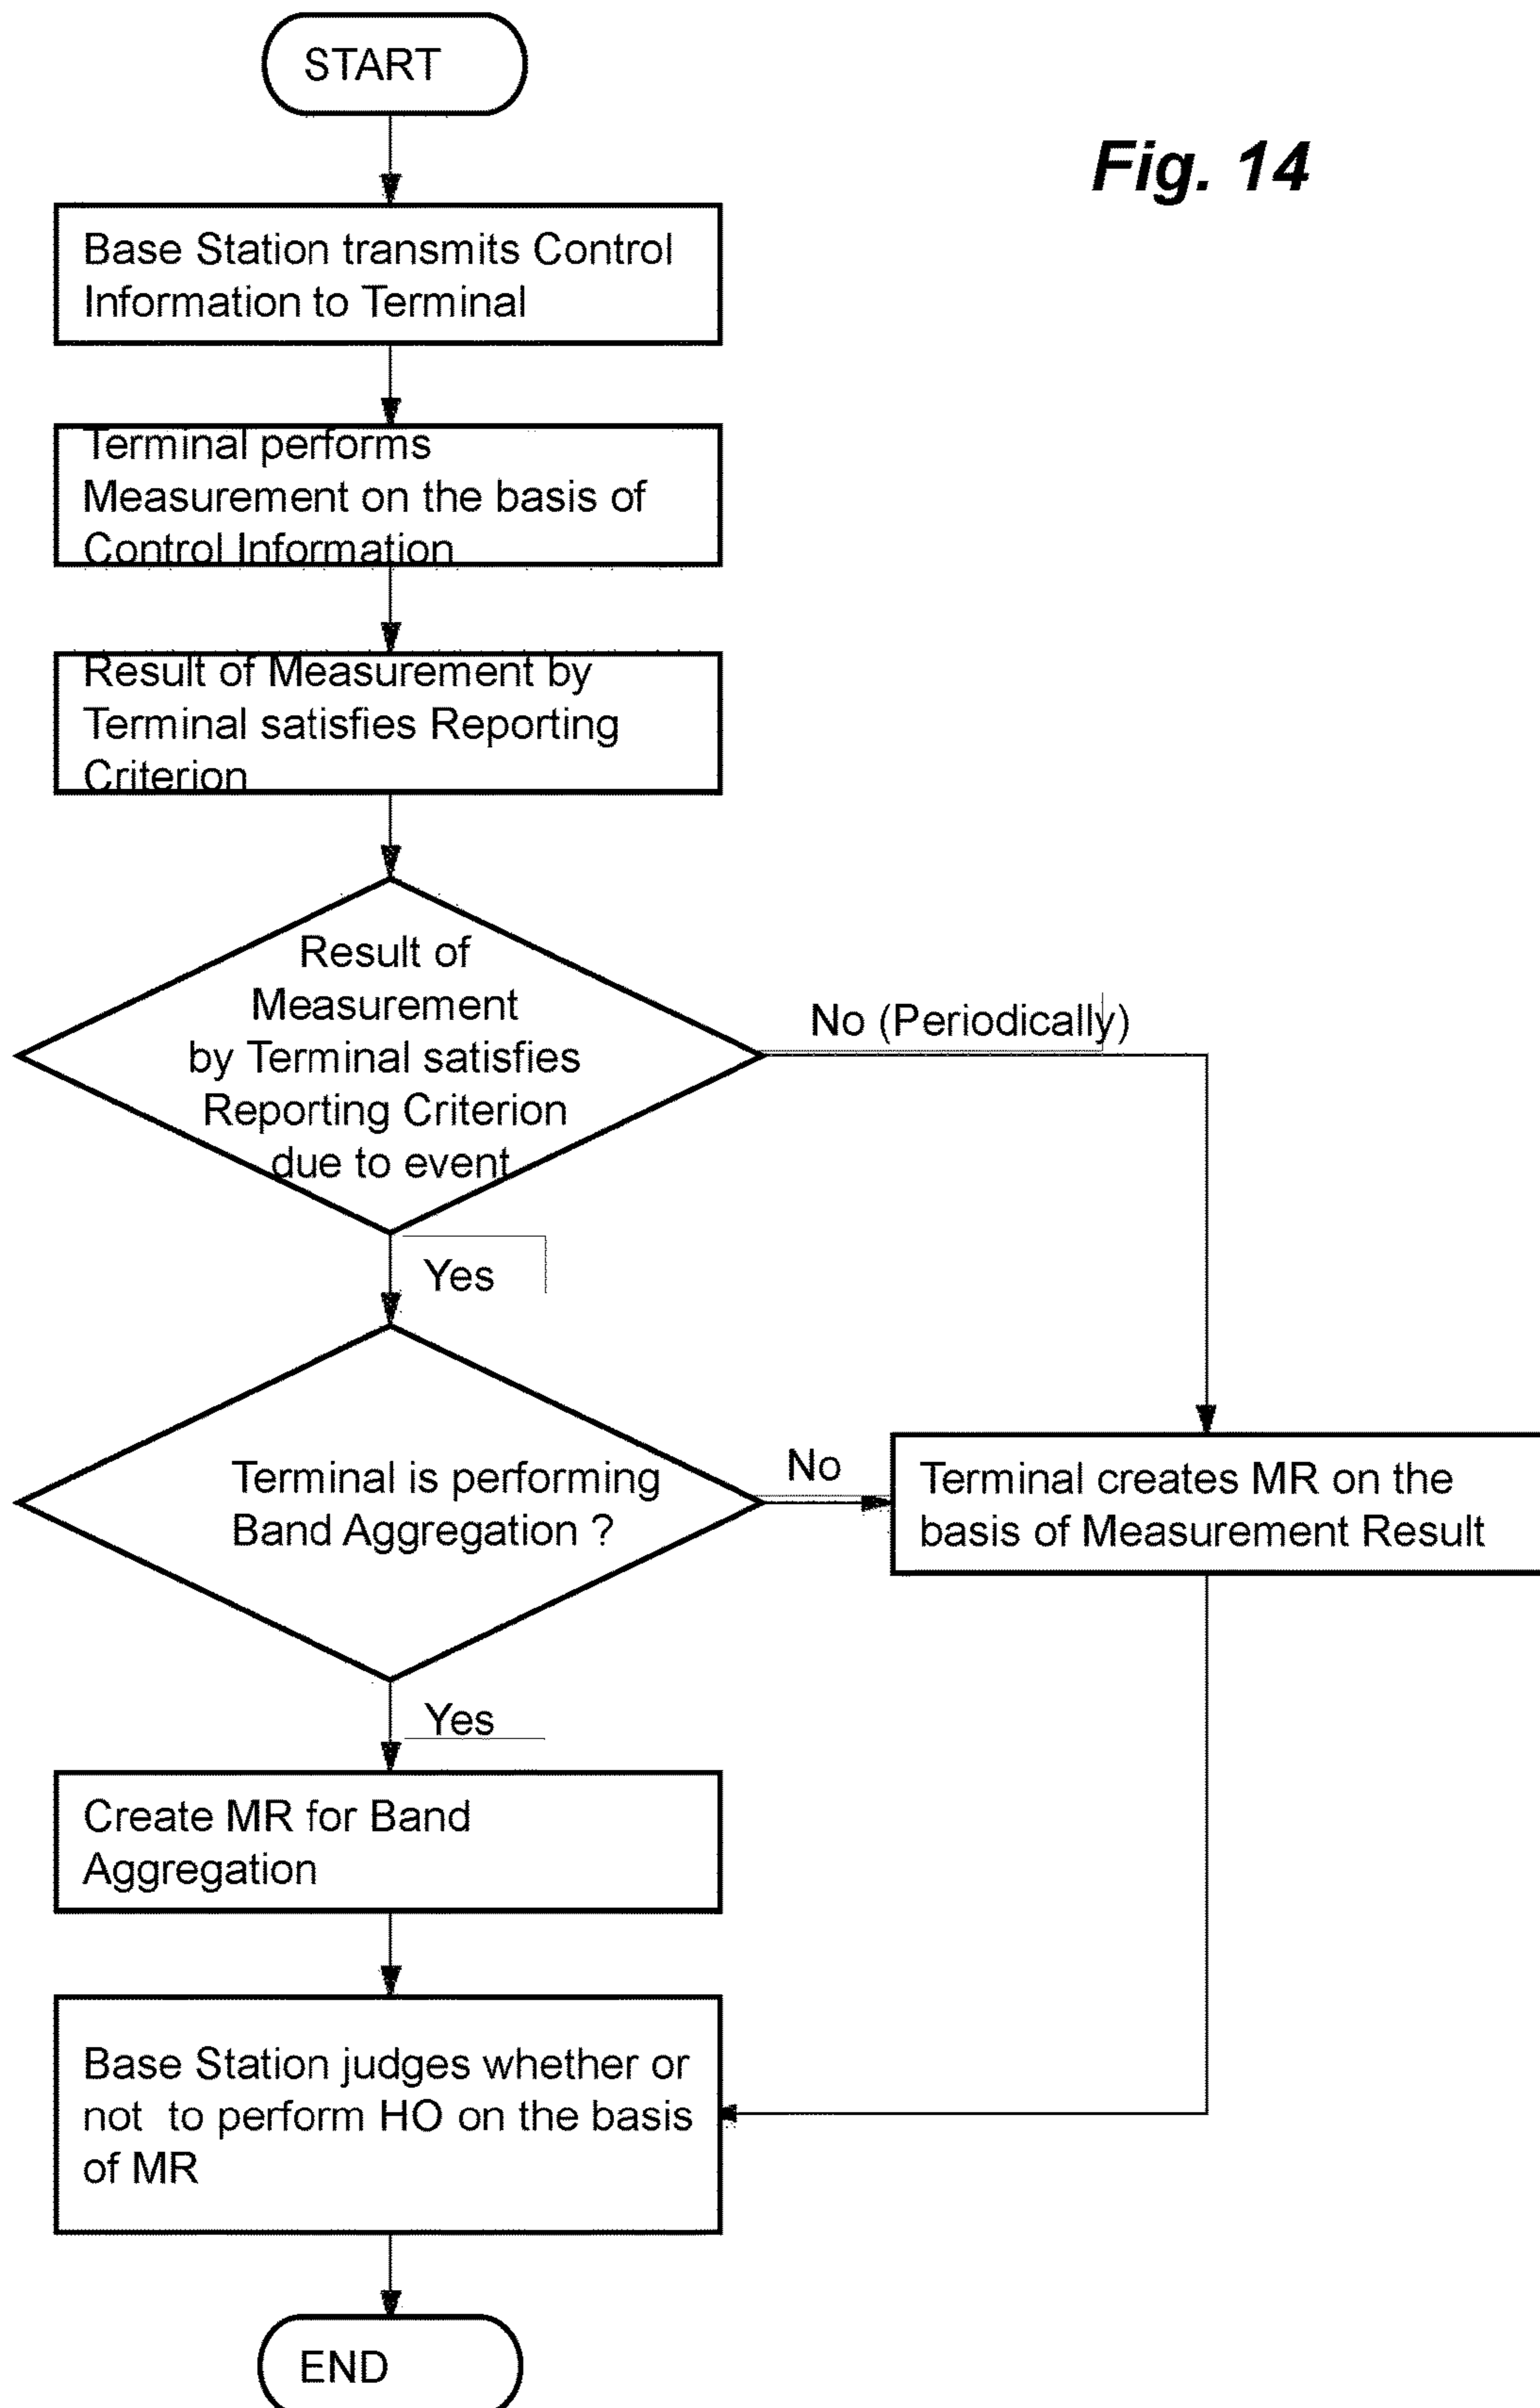 START
Fig. 14
Base Station transmits Control
Information to Terminal
Terminal performs
Measurement on the basis of
Control Information
Result of Measurement by
Terminal satisfies Reporting
Criterion
Result of
Measurement
by Terminal satisfies
Reporting Criterion
due to event
No (Periodically)
Yes
Terminal is performing
Band Aggregation ?
No
Terminal creates MR on the
basis of Measurement Result
Yes
Create MR for Band
Aggregation
Base Station judges whether or
not to perform HO on the basis
of MR
END